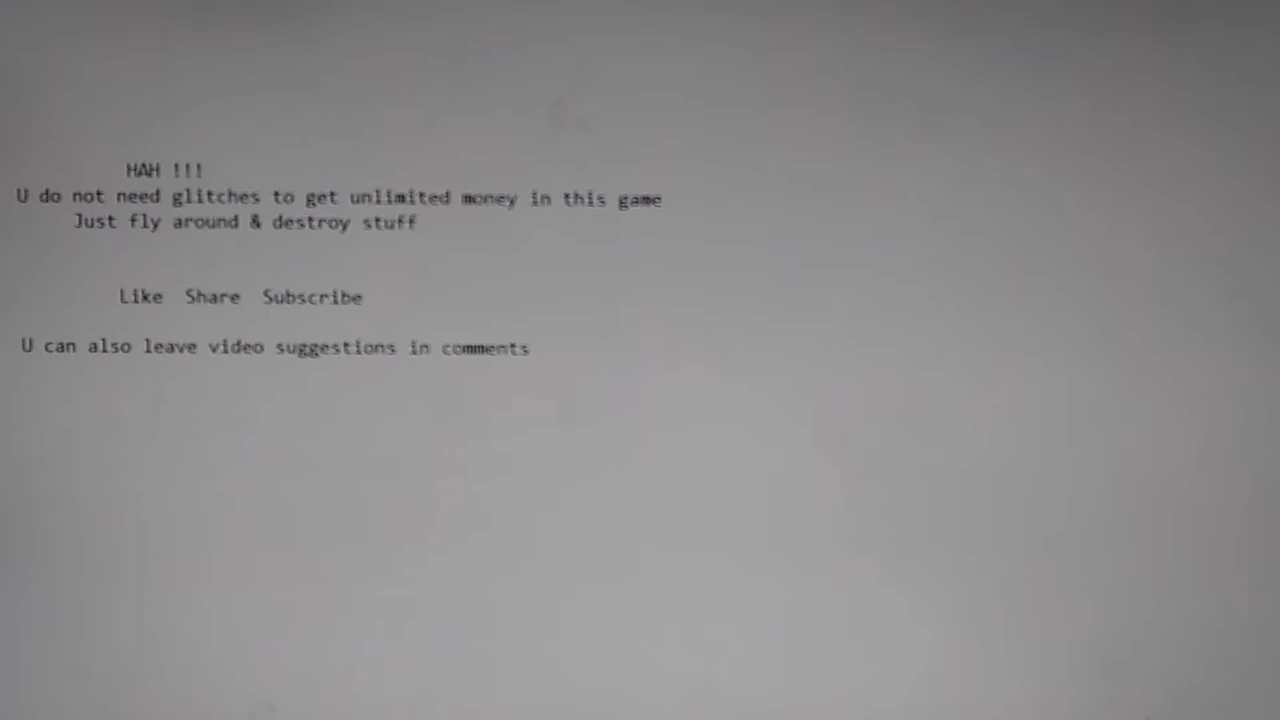 HAH !!!
U do not need glitches to get unlimited money in this game
Just fly around & destroy stuff
Like Share Subscribe
U can also leave video suggestions in comments